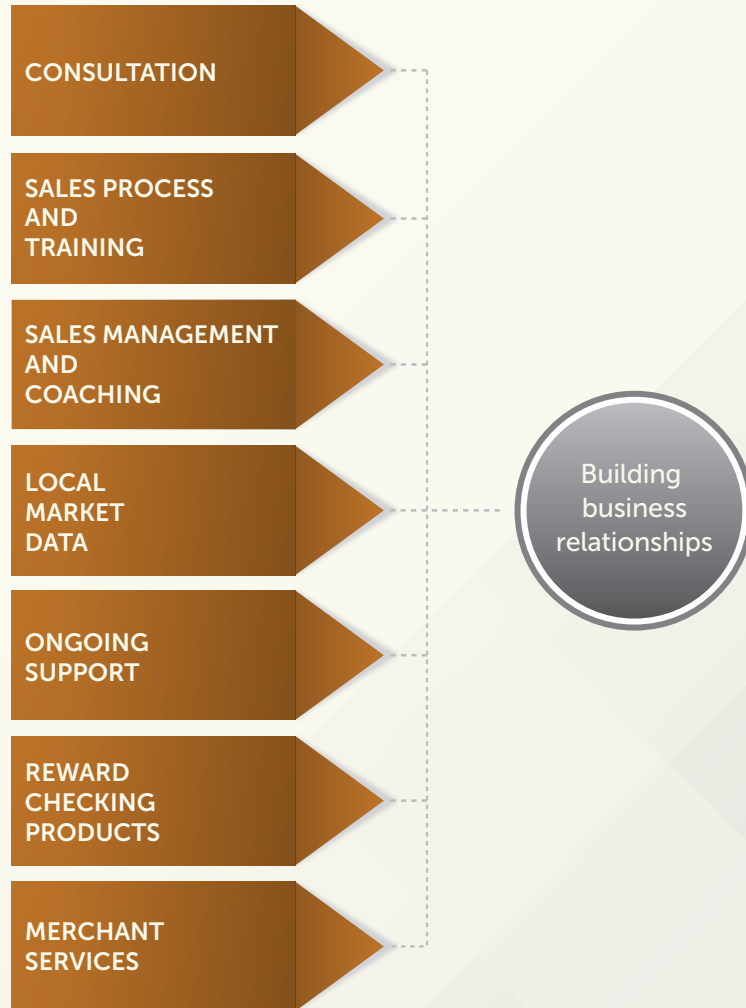 CONSULTATION
SALES PROCESS
AND
TRAINING
SALES MANAGEMENT
AND
COACHING
LOCAL
MARKET
DATA
Building
business
relationships
ONGOING
SUPPORT
REWARD
CHECKING
PRODUCTS
MERCHANT
SERVICES